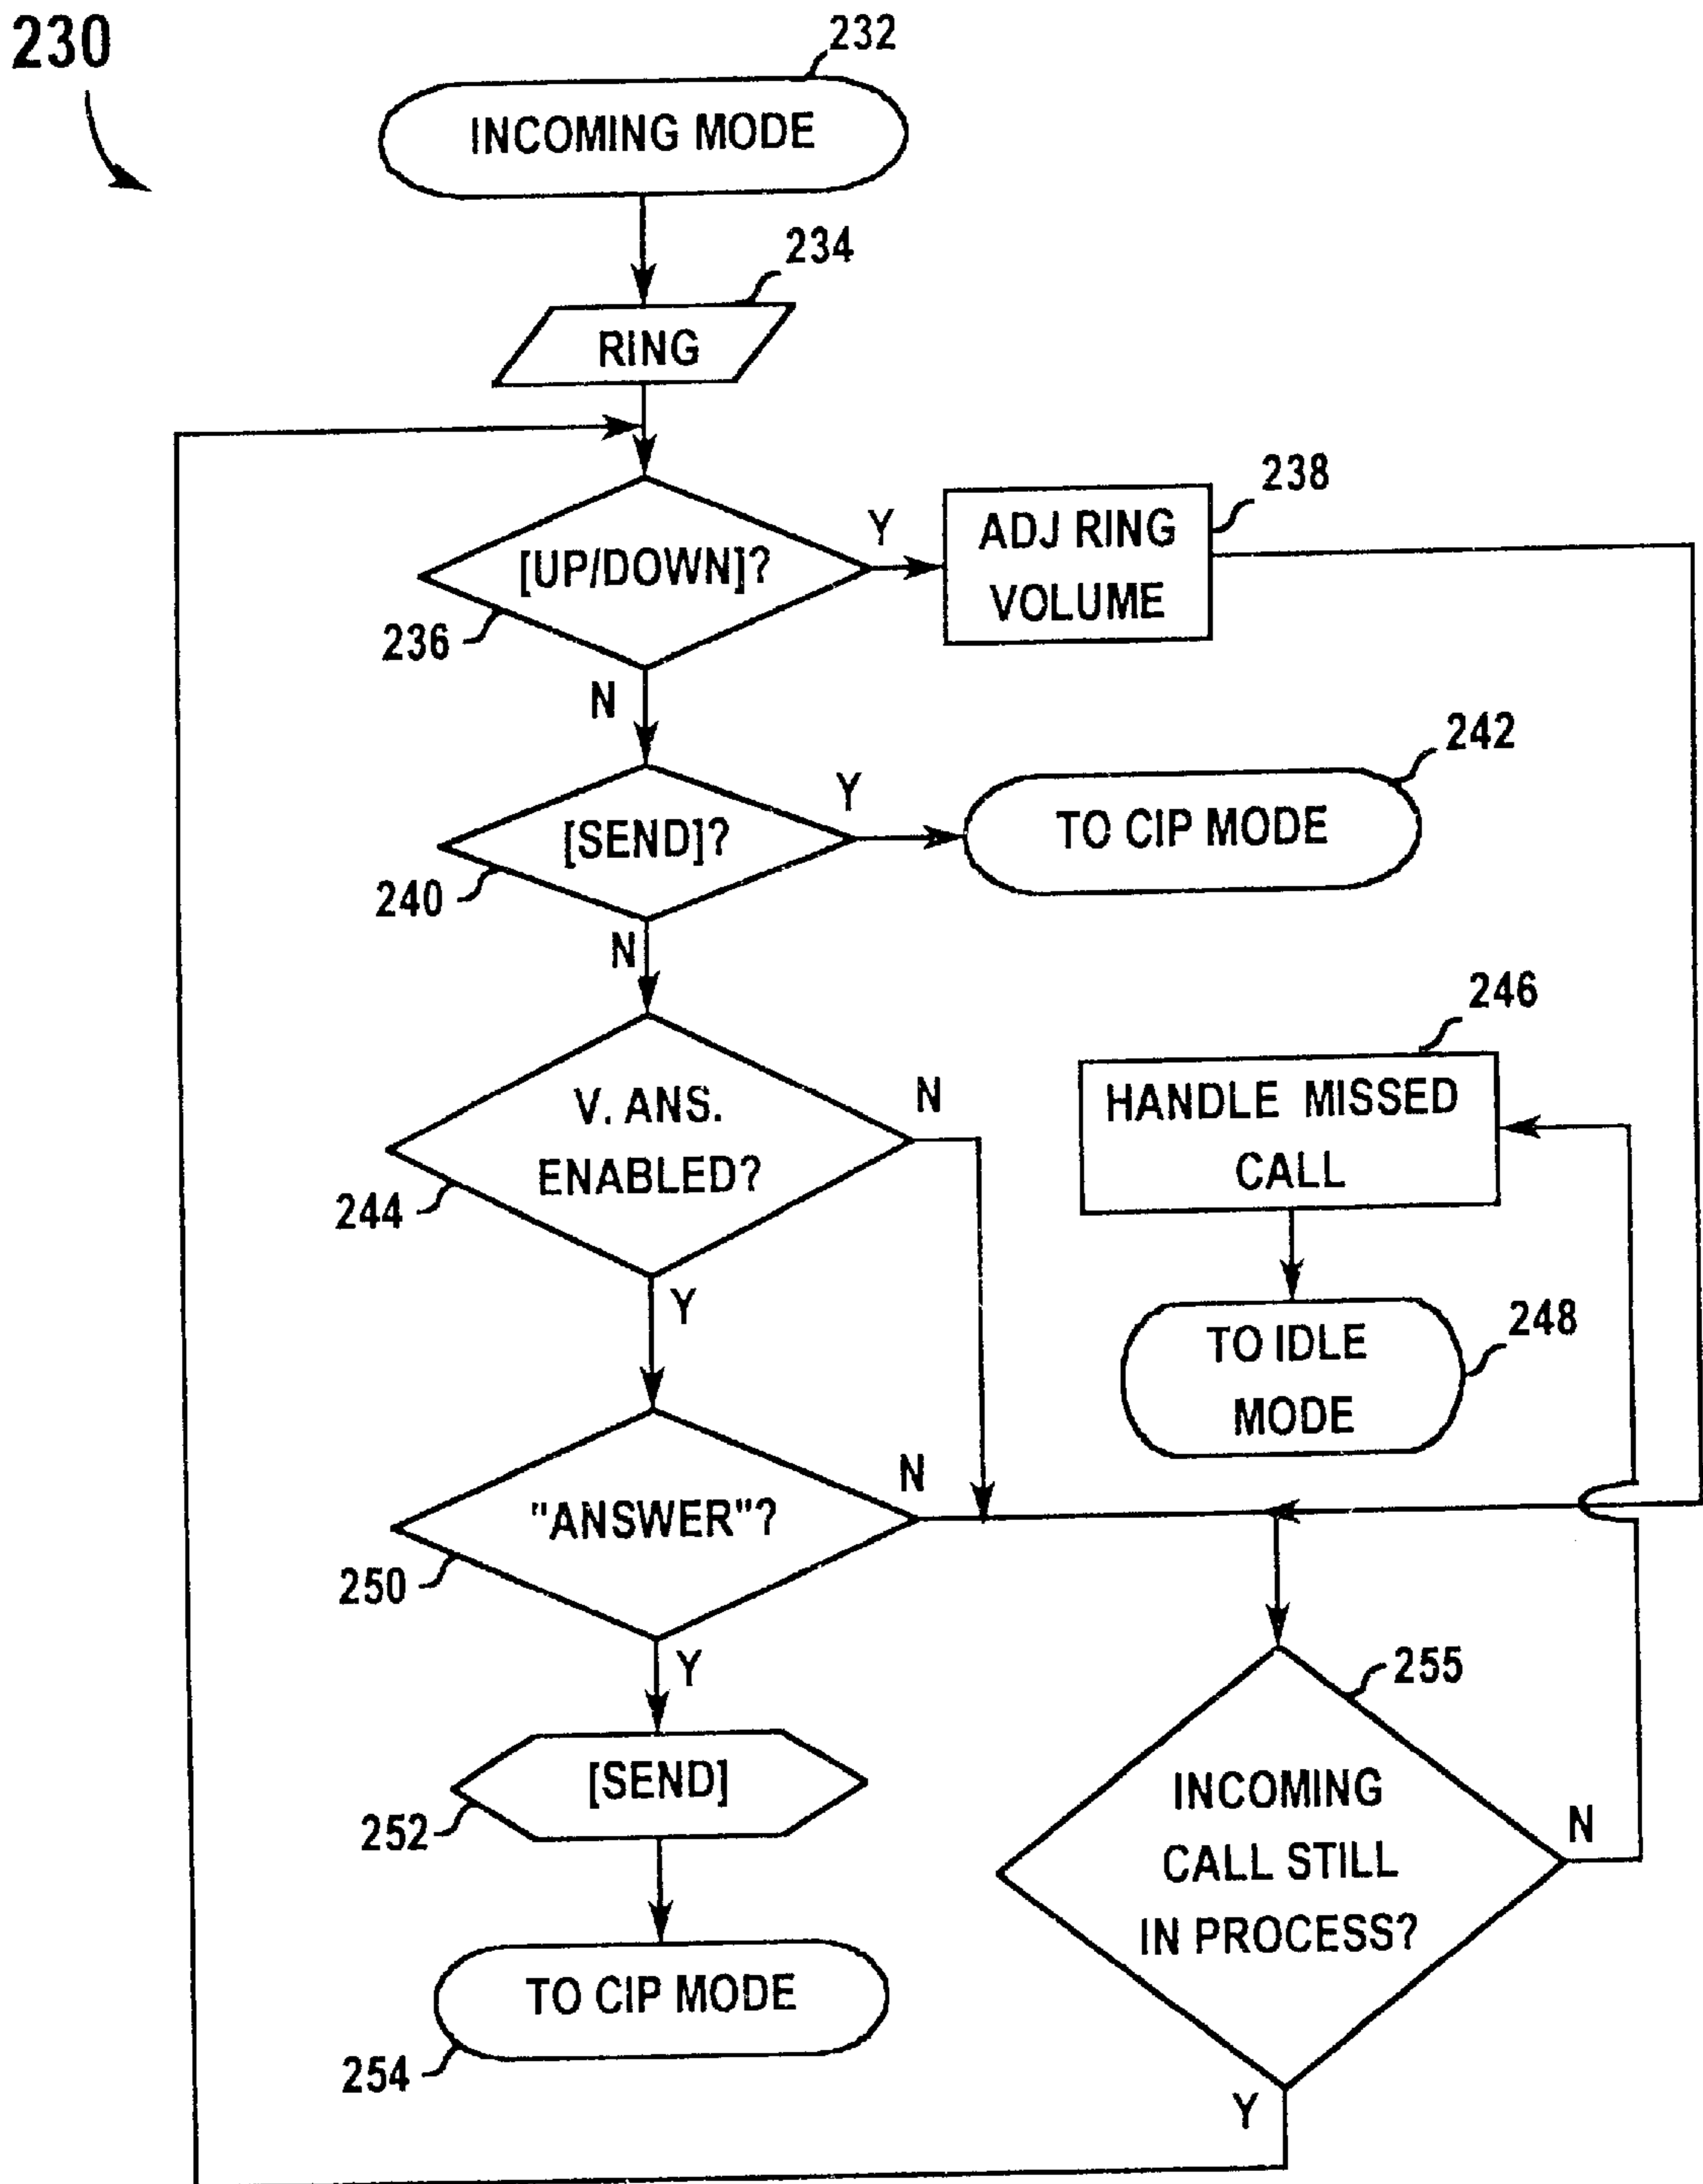 230
232
INCOMING MODE
234
RING
238
Y
ADJ RING
VOLUME
[UP/DOWN]?
236
N
242
Y
TO CIP MODE
[SEND]?
240
N
246
HANDLE MISSED
CALL
N
V. ANS.
ENABLED?
244
Y
248
TO IDLE
MODE
N
"ANSWER"?
250
Y
255
[SEND]
252
INCOMING
CALL STILL
IN PROCESS?
N
TO CIP MODE
254
Y